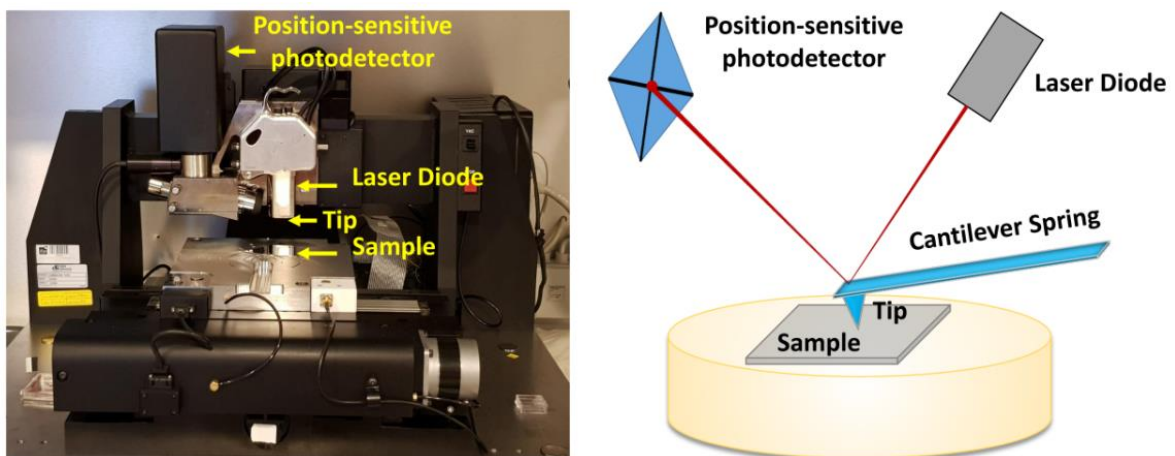 Position-sensitive
photodetector
Laser Diode
Tip
Sample
Position-sensitive
photodetector
Laser Diode
Cantilever Spring
Tip
Sample